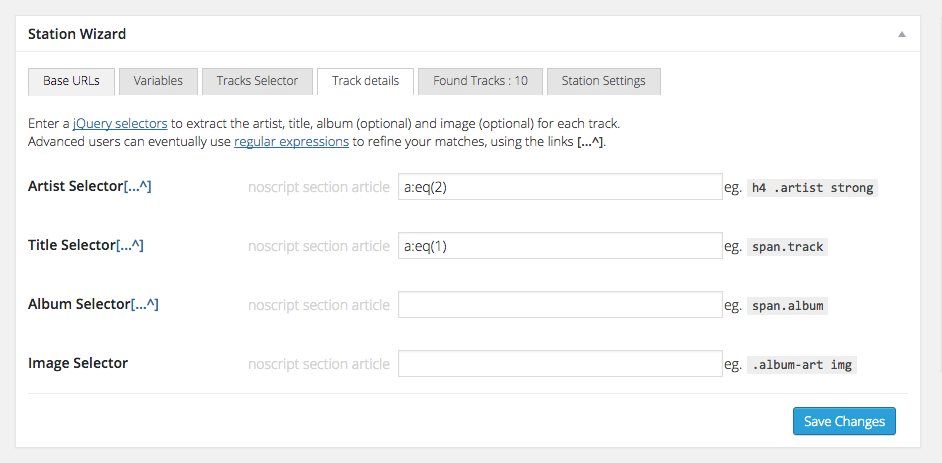 Station Wizard
Base URLs Variables Tracks Selector Track details Found Tracks : 10 Station Settings
Enter a jQuery selectors to extract the artist, title, album (optional) and image (optional) for each track.
Advanced users can eventually use regular expressions to refine your matches, using the links [...^].
Artist Selector[...^] noscript section article a:eq(2) eg. h4 .artist strong
Title Selector[...^] noscript section article a:eq(1) eg. span.track
Album Selector[...^] noscript section article eg. span.album
Image Selector noscript section article eg. .album-art img
Save Changes